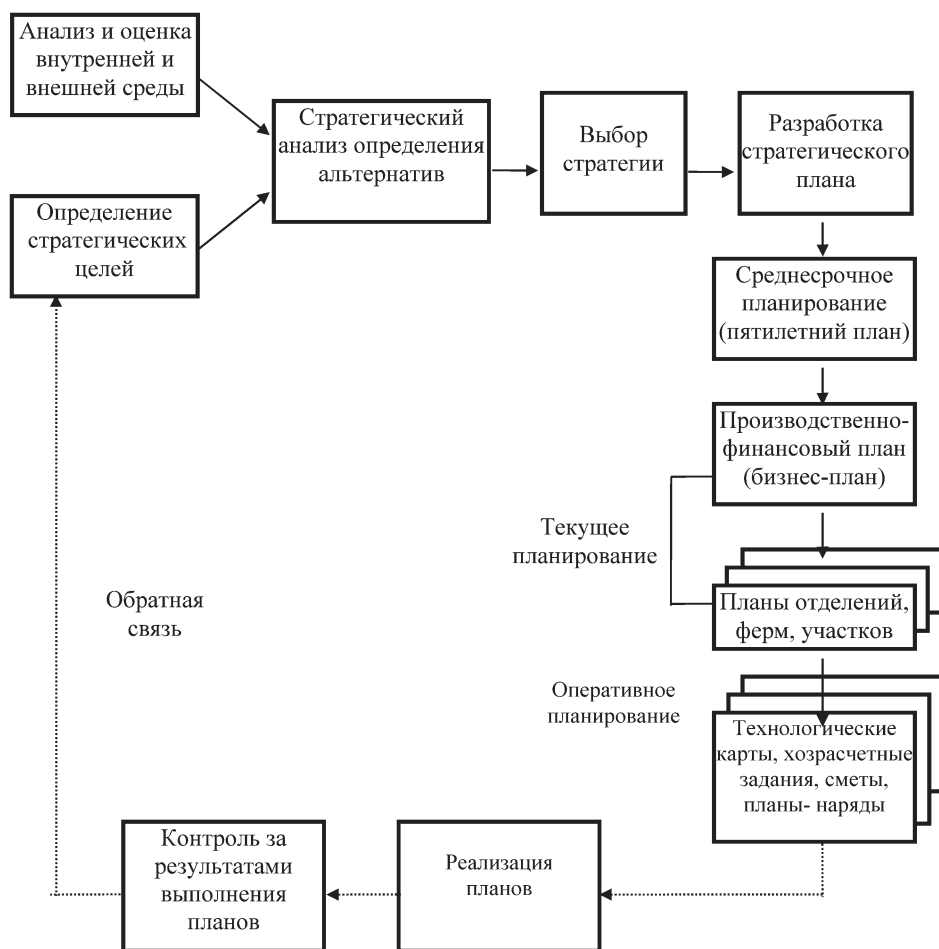 Анализ и оценка
внутренней и
внешней среды
Стратегический
анализ определения
альтернатив
Выбор
стратегии
Разработка
стратегического
плана
Определение
стратегических
целей
Среднесрочное
планирование
(пятилетний план)
Производственно-
финансовый план
(бизнес-план)
Текущее
планирование
Обратная
связь
Планы отделений,
ферм, участков
Оперативное
планирование
Технологические
карты, хозрасчетные
задания, сметы,
планы- наряды
Контроль за
результатами
выполнения
планов
Реализация
планов